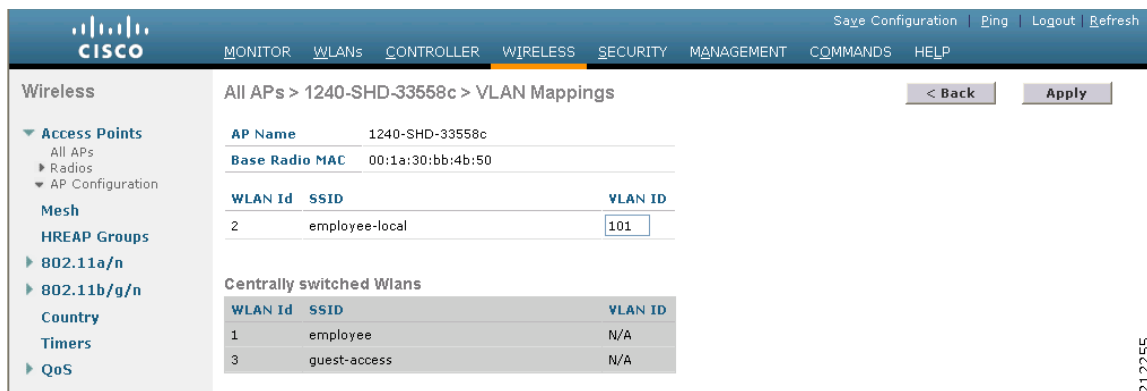 Save Configuration | Ping | Logout | Refresh
CISCO
MONITOR WLANs CONTROLLER WIRELESS SECURITY MANAGEMENT COMMANDS HELP
Wireless
Access Points
All APs
Radios
AP Configuration
Mesh
HREAP Groups
802.11a/n
802.11b/g/n
Country
Timers
QoS
All APs > 1240-SHD-33558c > VLAN Mappings
< Back
Apply
AP Name 1240-SHD-33558c
Base Radio MAC 00:1a:30:bb:4b:50
WLAN Id SSID VLAN ID
2 employee-local 101
Centrally switched Wlans
WLAN Id SSID VLAN ID
1 employee N/A
3 guest-access N/A
212255